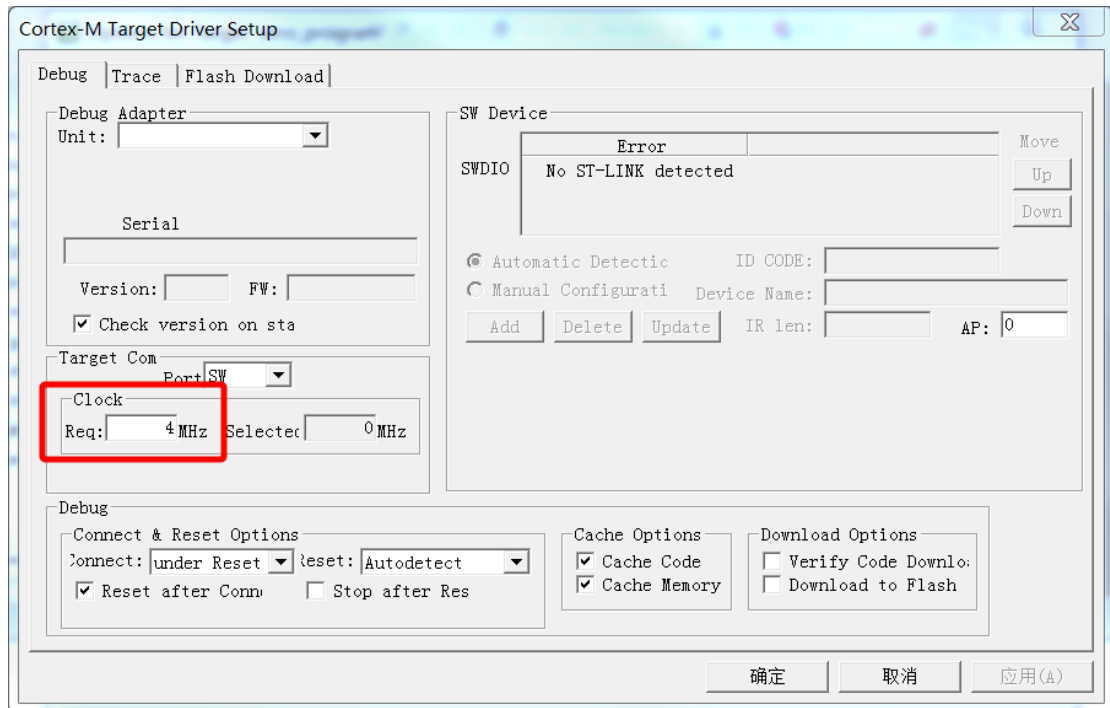 Cortex-M Target Driver Setup
Debug Trace Flash Download
Debug Adapter
Unit:
Serial
Version: FW:
Check version on sta
Target Com
Port SW
Clock
Req: 4 MHz Selected 0 MHz
SW Device
Error
SWDIO No ST-LINK detected
Move
Up
Down
Automatic Detectic ID CODE:
Manual Configurati Device Name:
Add Delete Update IR len: AP: 0
Debug
Connect & Reset Options
Connect: under Reset Reset: Autodetect
Reset after Conn Stop after Res
Cache Options
Cache Code
Cache Memory
Download Options
Verify Code Downlo
Download to Flash
确定 取消 应用(A)